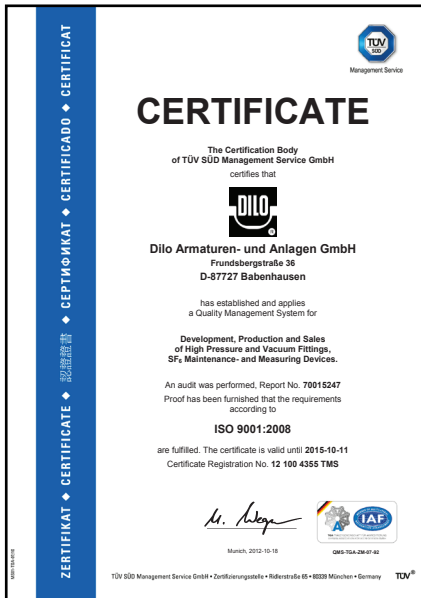 TÜV
SÜD
Management Service
CERTIFICATE
The Certification Body
of TÜV SÜD Management Service GmbH
certifies that
DILO
®
Dilo Armaturen- und Anlagen GmbH
Frundsbergstraße 36
D-87727 Babenhausen
has established and applies
a Quality Management System for
Development, Production and Sales
of High Pressure and Vacuum Fittings,
SF₆ Maintenance- and Measuring Devices.
An audit was performed, Report No. 70015247
Proof has been furnished that the requirements
according to
ISO 9001:2008
are fulfilled. The certificate is valid until 2015-10-11
Certificate Registration No. 12 100 4355 TMS
Munich, 2012-10-18
IAF
QMS-TGA-ZM-07-92
TÜV SÜD Management Service GmbH • Zertifizierungsstelle • Ridlerstraße 65 • 80339 München • Germany
TÜV®
ZERTIFIKAT ◆ CERTIFICATE ◆ 認證證書 ◆ СЕРТИФИКАТ ◆ CERTIFICADO ◆ CERTIFICAT